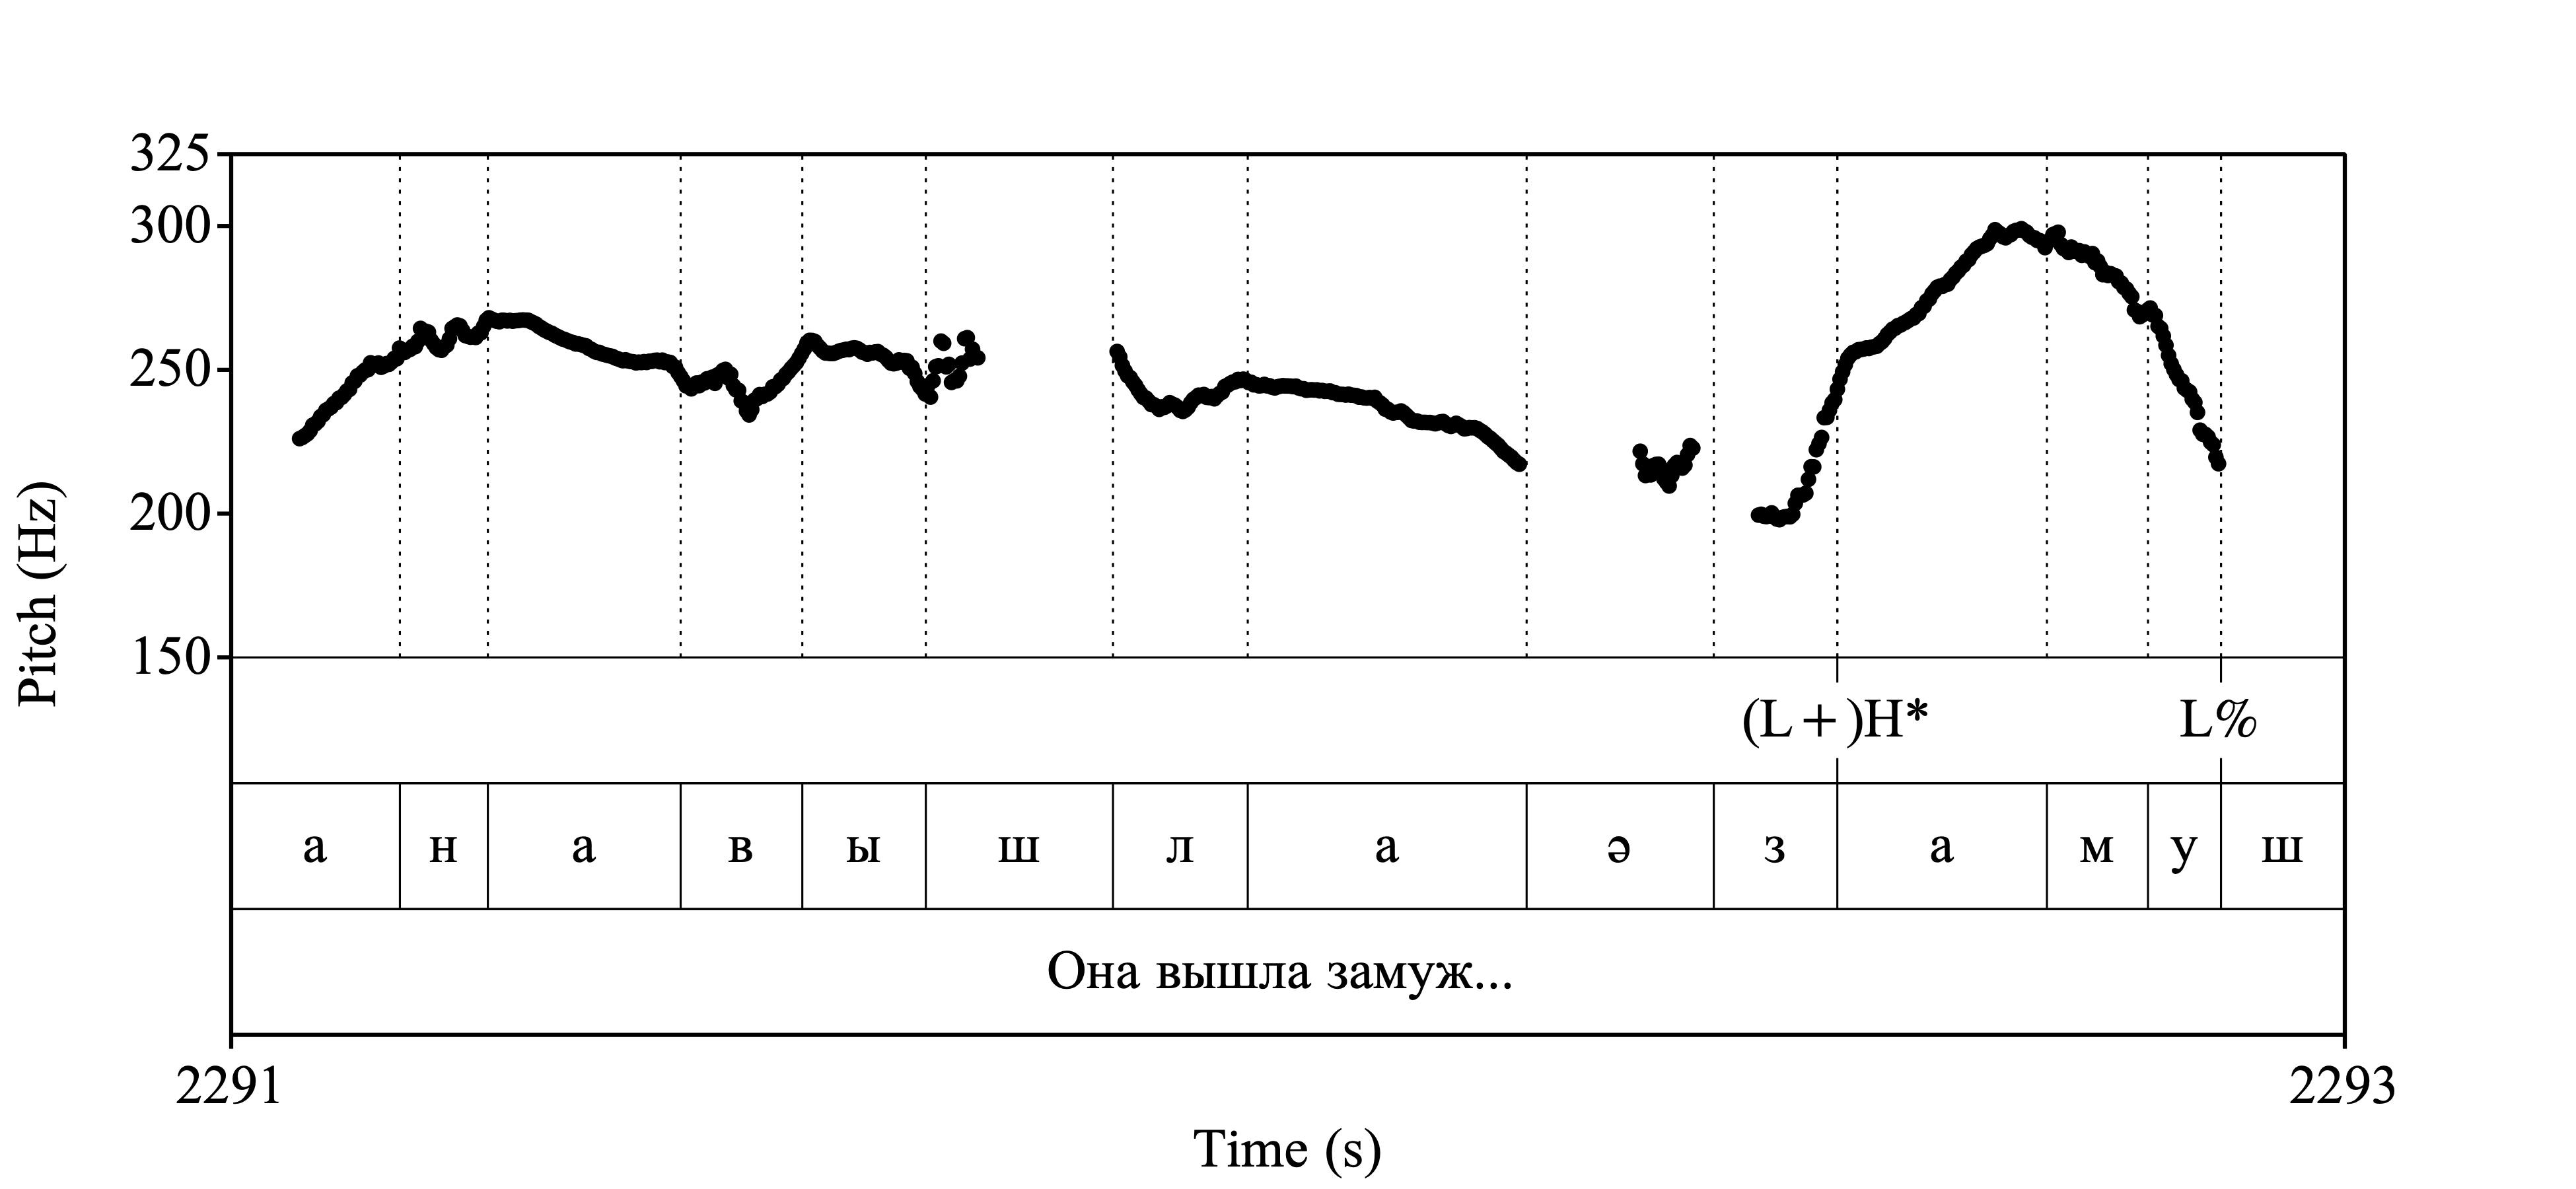 325
300
250
200
150
Pitch (Hz)
(L+)H* L%
а н а в ы ш л а ə з а м у ш
Она вышла замуж...
2291 2293
Time (s)